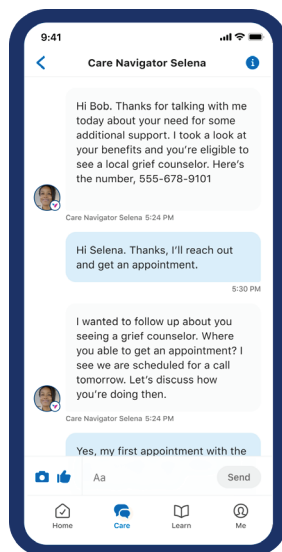 9:41
Care Navigator Selena
Hi Bob. Thanks for talking with me
today about your need for some
additional support. I took a look at
your benefits and you're eligible to
see a local grief counselor. Here's
the number, 555-678-9101
Care Navigator Selena 5:24 PM
Hi Selena. Thanks, I'll reach out
and get an appointment.
5:30 PM
I wanted to follow up about you
seeing a grief counselor. Where
you able to get an appointment? I
see we are scheduled for a call
tomorrow. Let's discuss how
you're doing then.
Care Navigator Selena 5:24 PM
Yes, my first appointment with the
Aa
Send
Home
Care
Learn
Me